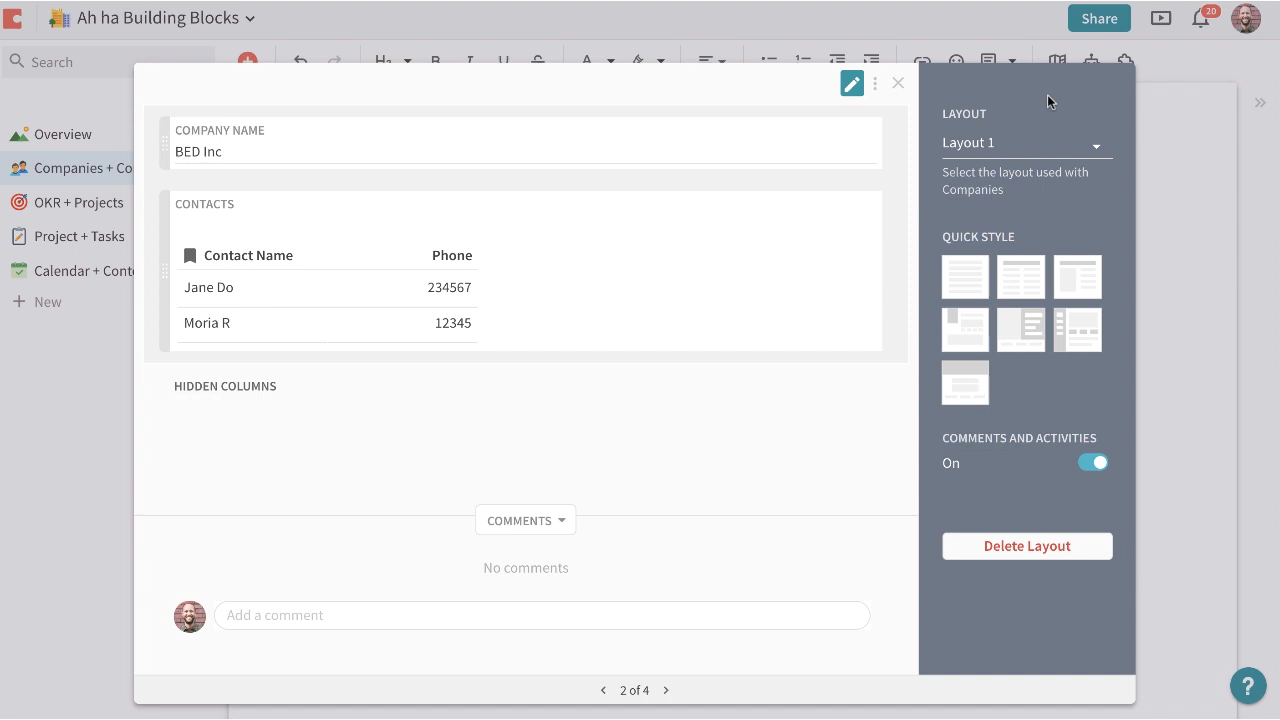 Ah ha Building Blocks
Share
20
Search
Overview
Companies + Co
OKR + Projects
Project + Tasks
Calendar + Cont
New
COMPANY NAME
BED Inc
CONTACTS
Contact Name Phone
Jane Do 234567
Moria R 12345
HIDDEN COLUMNS
COMMENTS
No comments
Add a comment
2 of 4
LAYOUT
Layout 1
Select the layout used with
Companies
QUICK STYLE
COMMENTS AND ACTIVITIES
On
Delete Layout
?